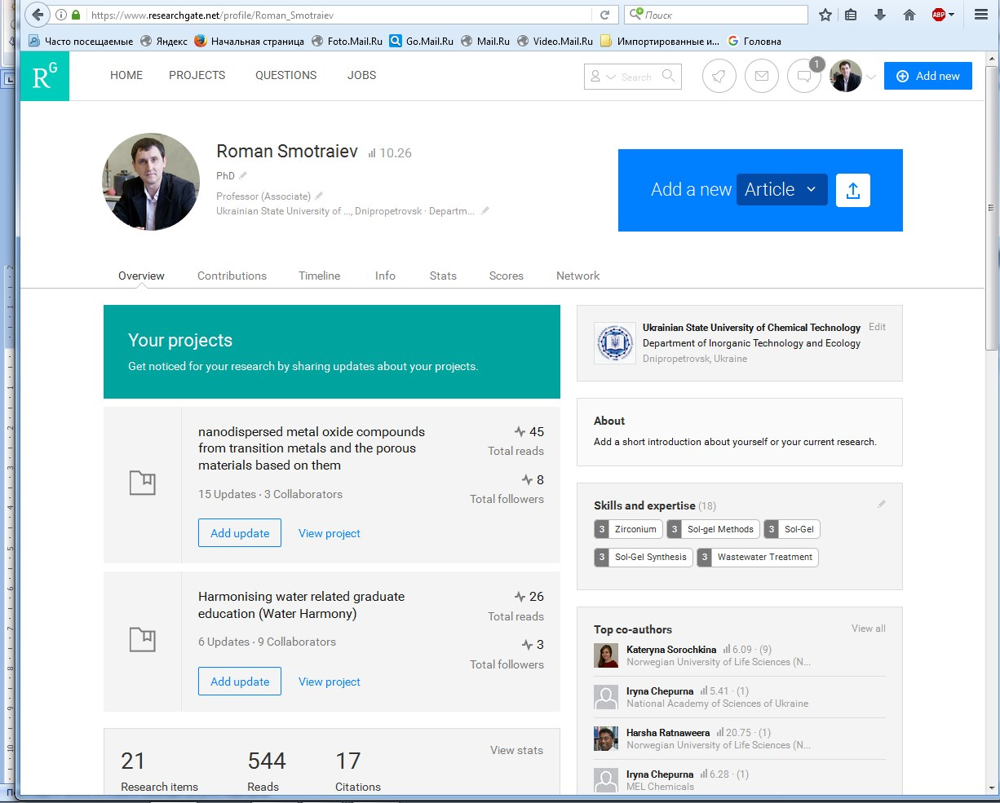 https://www.researchgate.net/profile/Roman_Smotraiev
Поиск
ABP
Часто посещаемые
Яндекс
Начальная страница
Foto.Mail.Ru
Go.Mail.Ru
Mail.Ru
Video.Mail.Ru
Импортированные и...
Головна
RG
HOME
PROJECTS
QUESTIONS
JOBS
Search
1
Add new
Roman Smotraiev 10.26
PhD
Professor (Associate)
Ukrainian State University of ..., Dnipropetrovsk · Departm...
Add a new Article
Overview
Contributions
Timeline
Info
Stats
Scores
Network
Your projects
Get noticed for your research by sharing updates about your projects.
nanodispersed metal oxide compounds
from transition metals and the porous
materials based on them
15 Updates · 3 Collaborators
Add update
View project
45
Total reads
8
Total followers
Harmonising water related graduate
education (Water Harmony)
6 Updates · 9 Collaborators
Add update
View project
26
Total reads
3
Total followers
21
Research items
544
Reads
17
Citations
View stats
Ukrainian State University of Chemical Technology
Edit
Department of Inorganic Technology and Ecology
Dnipropetrovsk, Ukraine
About
Add a short introduction about yourself or your current research.
Skills and expertise (18)
3 Zirconium
3 Sol-gel Methods
3 Sol-Gel
3 Sol-Gel Synthesis
3 Wastewater Treatment
Top co-authors
View all
Kateryna Sorochkina 6.09 · (9)
Norwegian University of Life Sciences (N...
Iryna Chepurna 5.41 · (1)
National Academy of Sciences of Ukraine
Harsha Ratnaweera 20.75 · (1)
Norwegian University of Life Sciences (N...
Iryna Chepurna 6.28 · (1)
MEL Chemicals